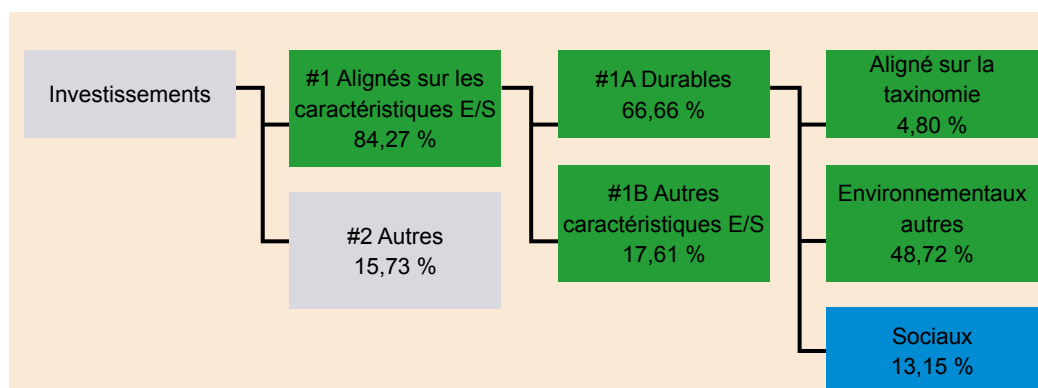 Investissements
#1 Alignés sur les
caractéristiques E/S
84,27 %
#2 Autres
15,73 %
#1A Durables
66,66 %
#1B Autres
caractéristiques E/S
17,61 %
Aligné sur la
taxinomie
4,80 %
Environnementaux
autres
48,72 %
Sociaux
13,15 %